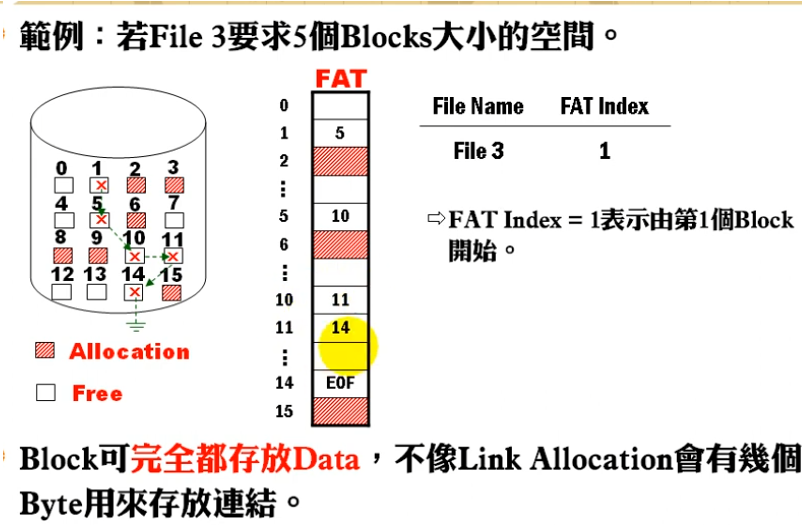 範例：若File 3要求5個Blocks大小的空間。
FAT
File Name FAT Index
File 3 1
⇨FAT Index = 1表示由第1個Block
開始。
0
1 5
2
⋮
5 10
6
⋮
10 11
11 14
⋮
14 EOF
15
0 1 2 3
4 5 6 7
8 9 10 11
12 13 14 15
Allocation
Free
Block可完全都存放Data，不像Link Allocation會有幾個
Byte用來存放連結。